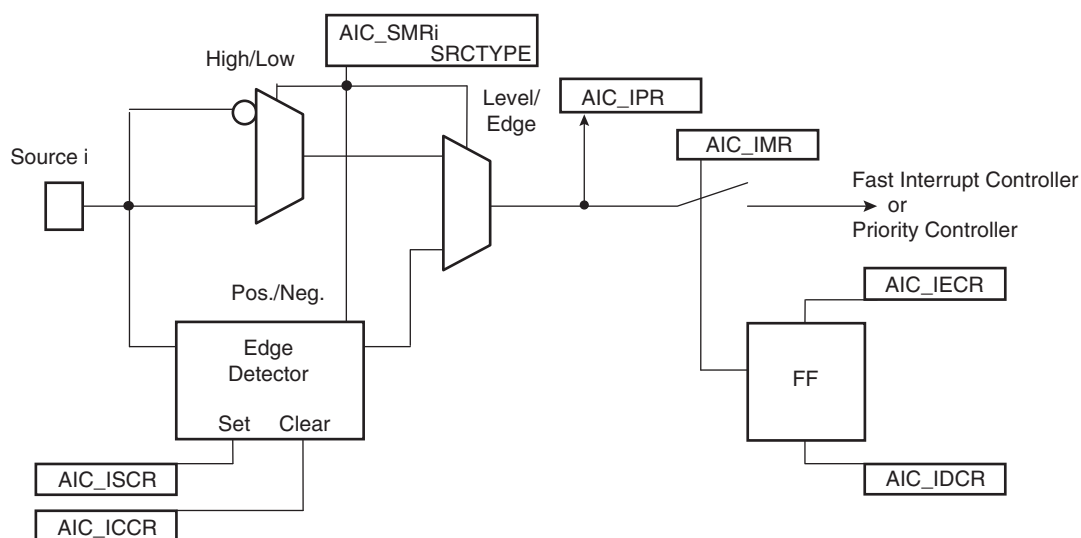 AIC_SMRi
SRCTYPE
High/Low
Level/
Edge
AIC_IPR
AIC_IMR
Source i
Fast Interrupt Controller
or
Priority Controller
Pos./Neg.
AIC_IECR
Edge
Detector
FF
Set Clear
AIC_ISCR
AIC_IDCR
AIC_ICCR